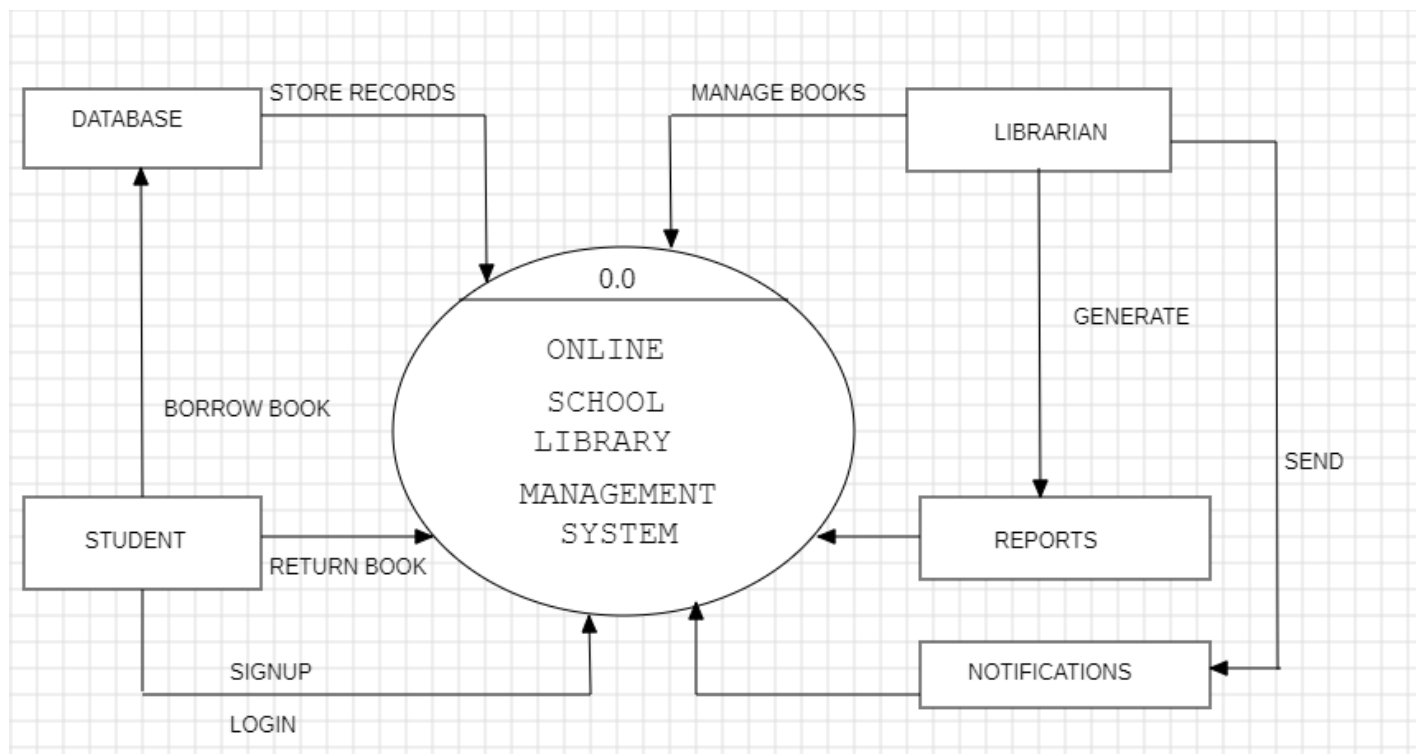 STORE RECORDS
MANAGE BOOKS
DATABASE
LIBRARIAN
0.0
ONLINE
SCHOOL
LIBRARY
MANAGEMENT
SYSTEM
GENERATE
BORROW BOOK
SEND
STUDENT
RETURN BOOK
REPORTS
SIGNUP
LOGIN
NOTIFICATIONS